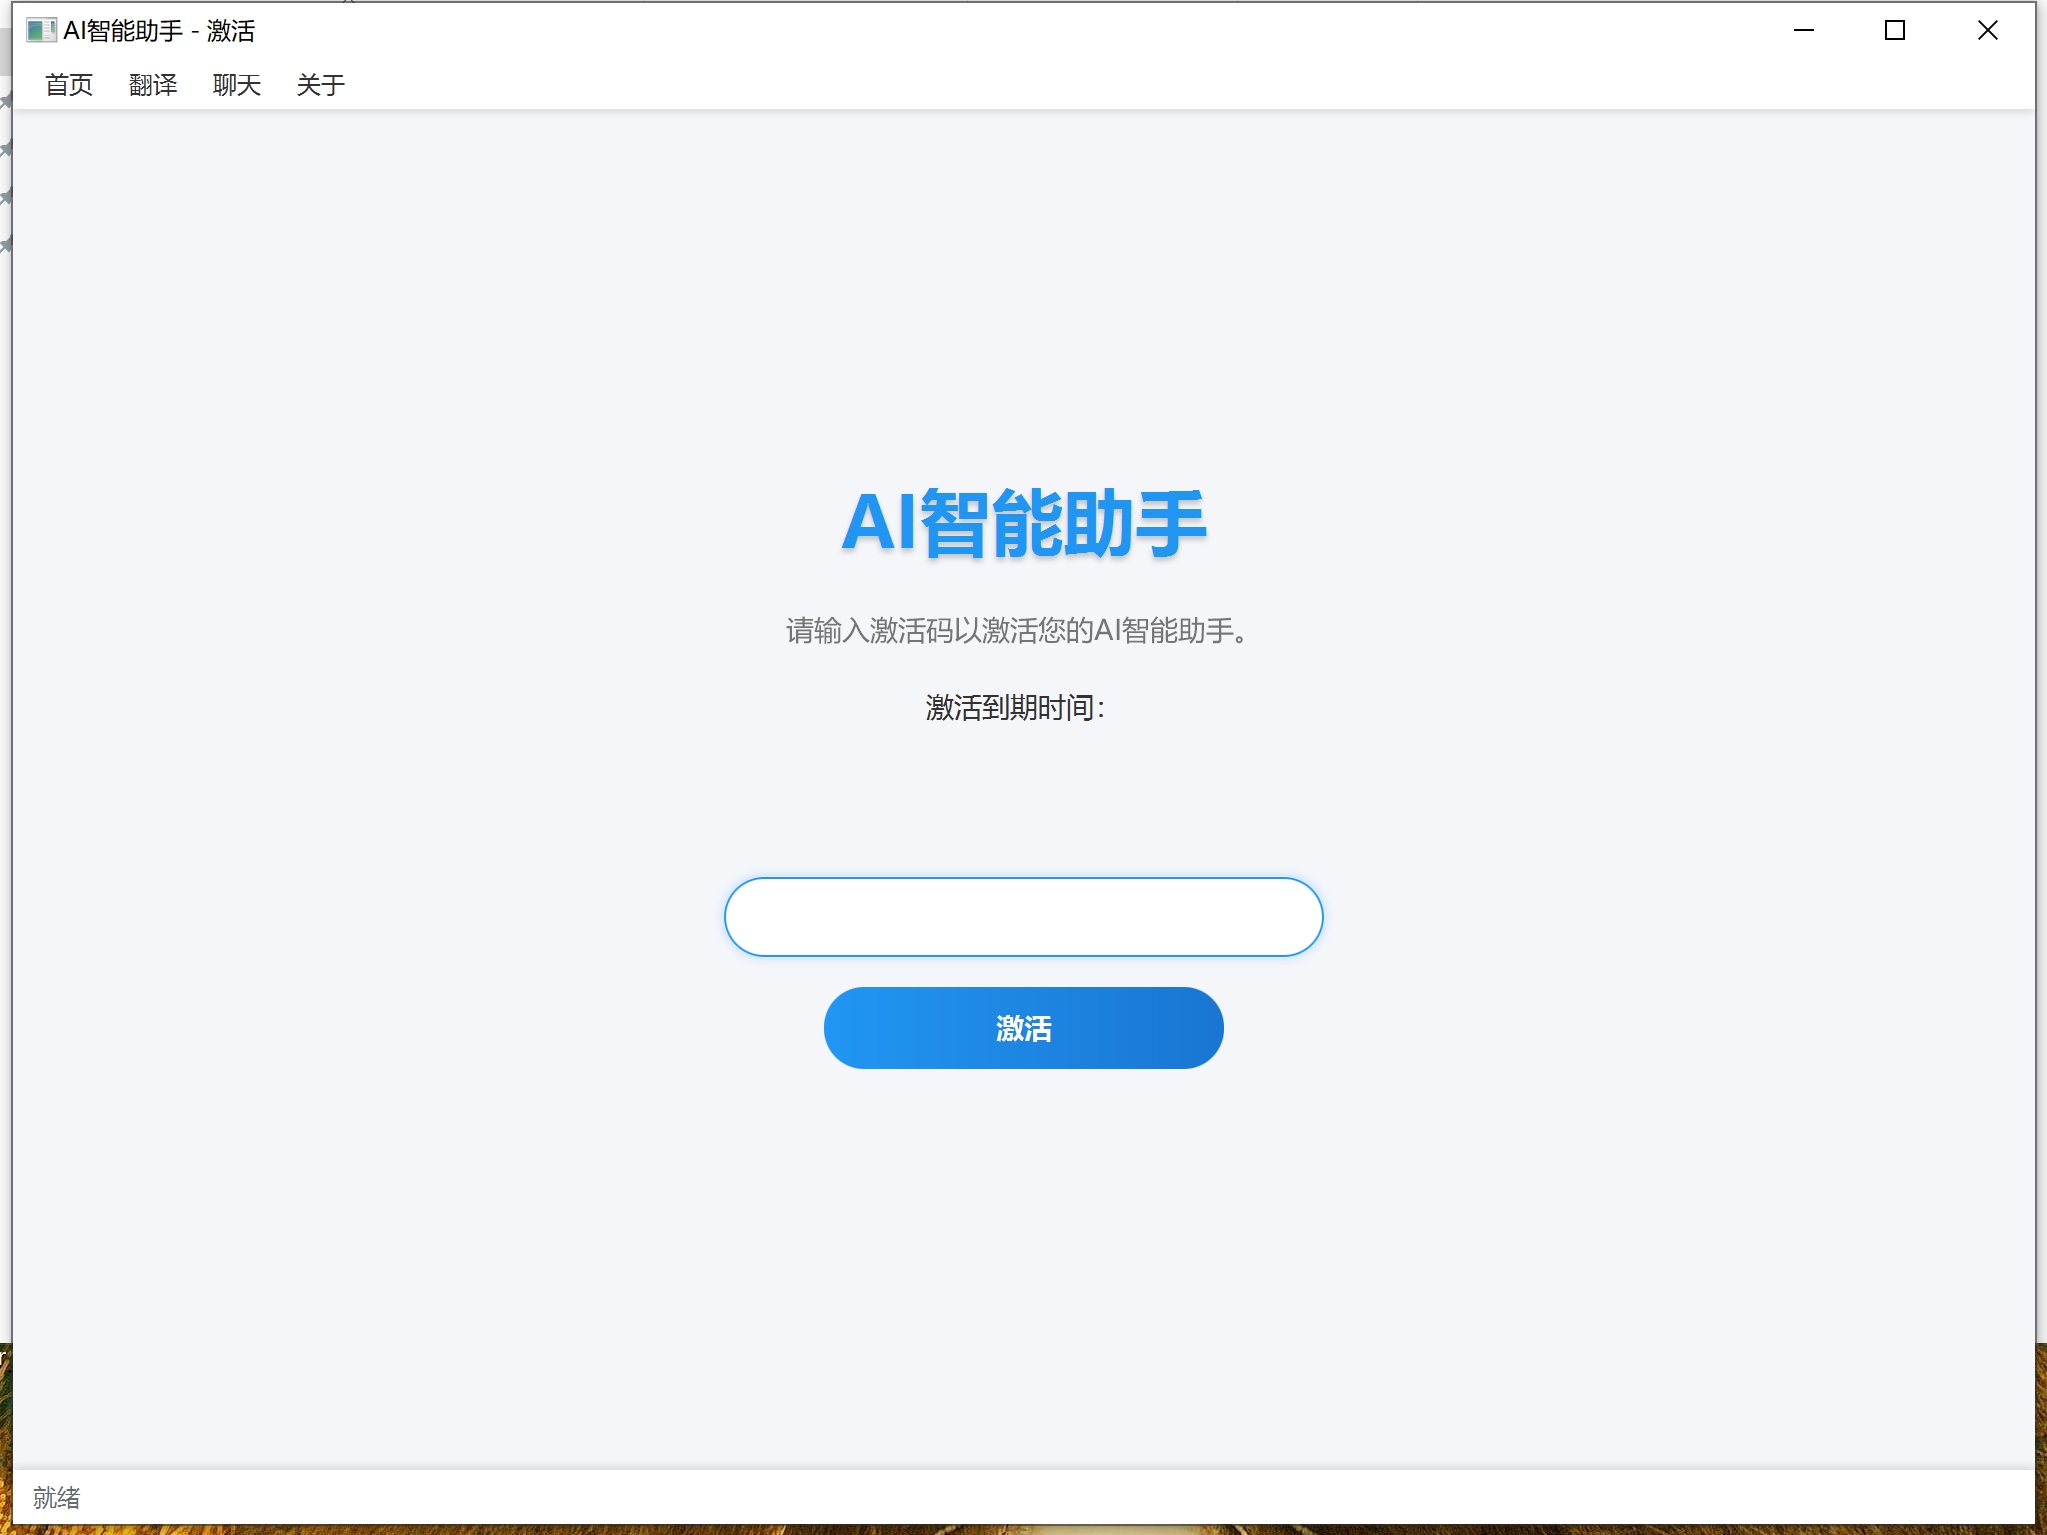 AI智能助手 - 激活
首页 翻译 聊天 关于
AI智能助手
请输入激活码以激活您的AI智能助手。
激活到期时间：
激活
就绪